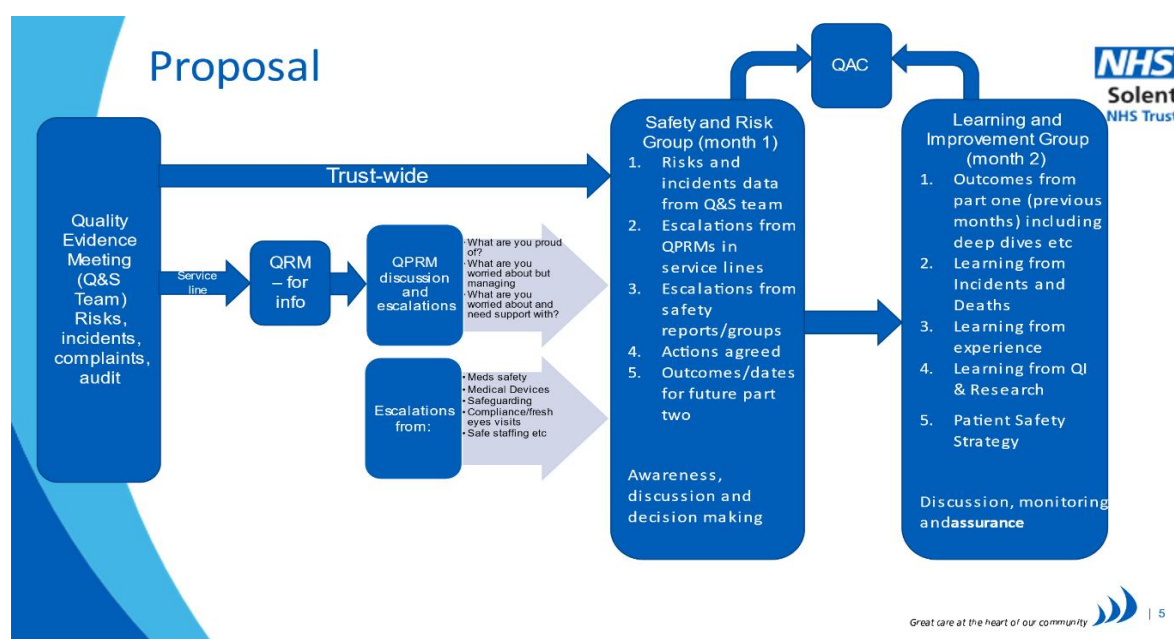 Proposal
NHS
Solent
NHS Trust
QAC
Quality
Evidence
Meeting
(Q&S
Team)
Risks,
incidents,
complaints,
audit
Trust-wide
Service
line
QRM
– for
info
QPRM
discussion
and
escalations
·What are you proud
of?
•What are you
worried about but
managing
•What are you
worried about and
need support with?
Escalations
from:
•Meds safety
•Medical Devices
•Safeguarding
•Compliance/fresh
eyes visits
•Safe staffing etc
Safety and Risk
Group (month 1)
1. Risks and
incidents data
from Q&S team
2. Escalations from
QPRMs in
service lines
3. Escalations from
safety
reports/groups
4. Actions agreed
5. Outcomes/dates
for future part
two
Awareness,
discussion and
decision making
Learning and
Improvement Group
(month 2)
1. Outcomes from
part one (previous
months) including
deep dives etc
2. Learning from
Incidents and
Deaths
3. Learning from
experience
4. Learning from QI
& Research
5. Patient Safety
Strategy
Discussion, monitoring
andassurance
Great care at the heart of our community
| 5